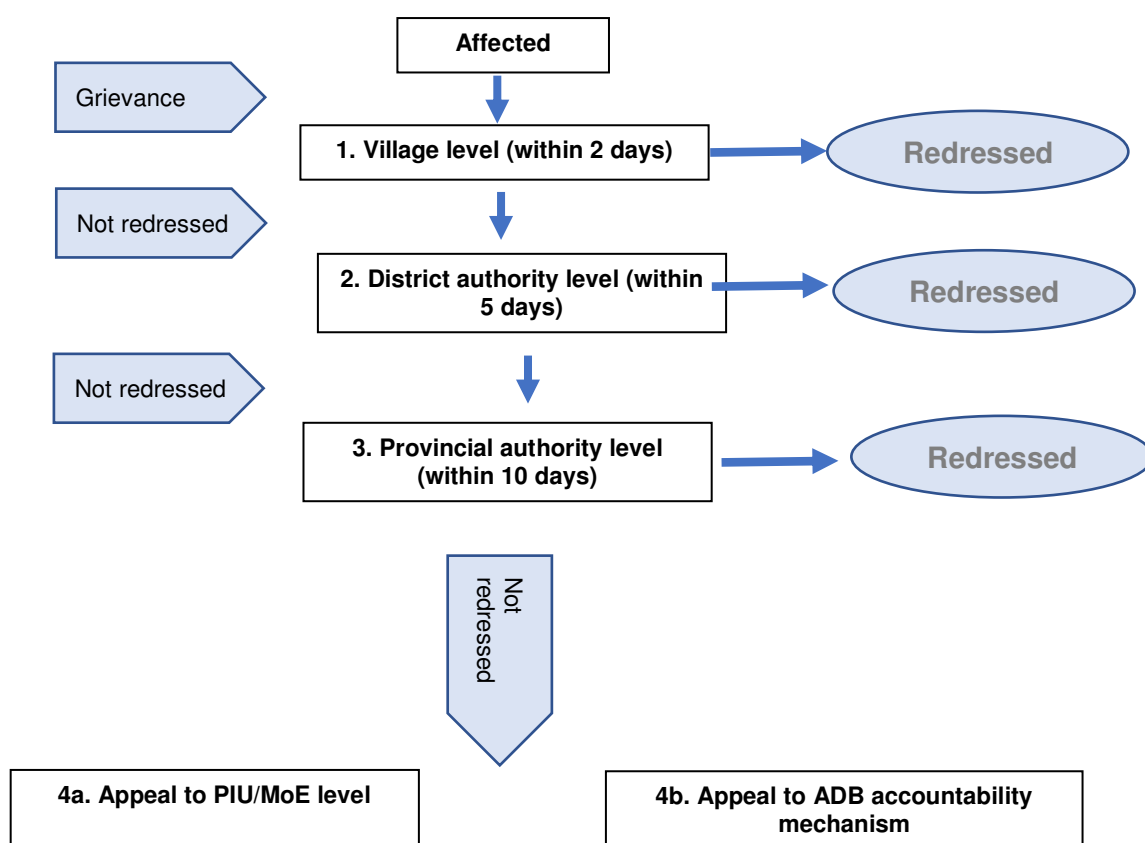 Affected
Grievance
1. Village level (within 2 days)
Redressed
Not redressed
2. District authority level (within
5 days)
Redressed
Not redressed
3. Provincial authority level
(within 10 days)
Redressed
Not
redressed
4a. Appeal to PIU/MoE level
4b. Appeal to ADB accountability
mechanism